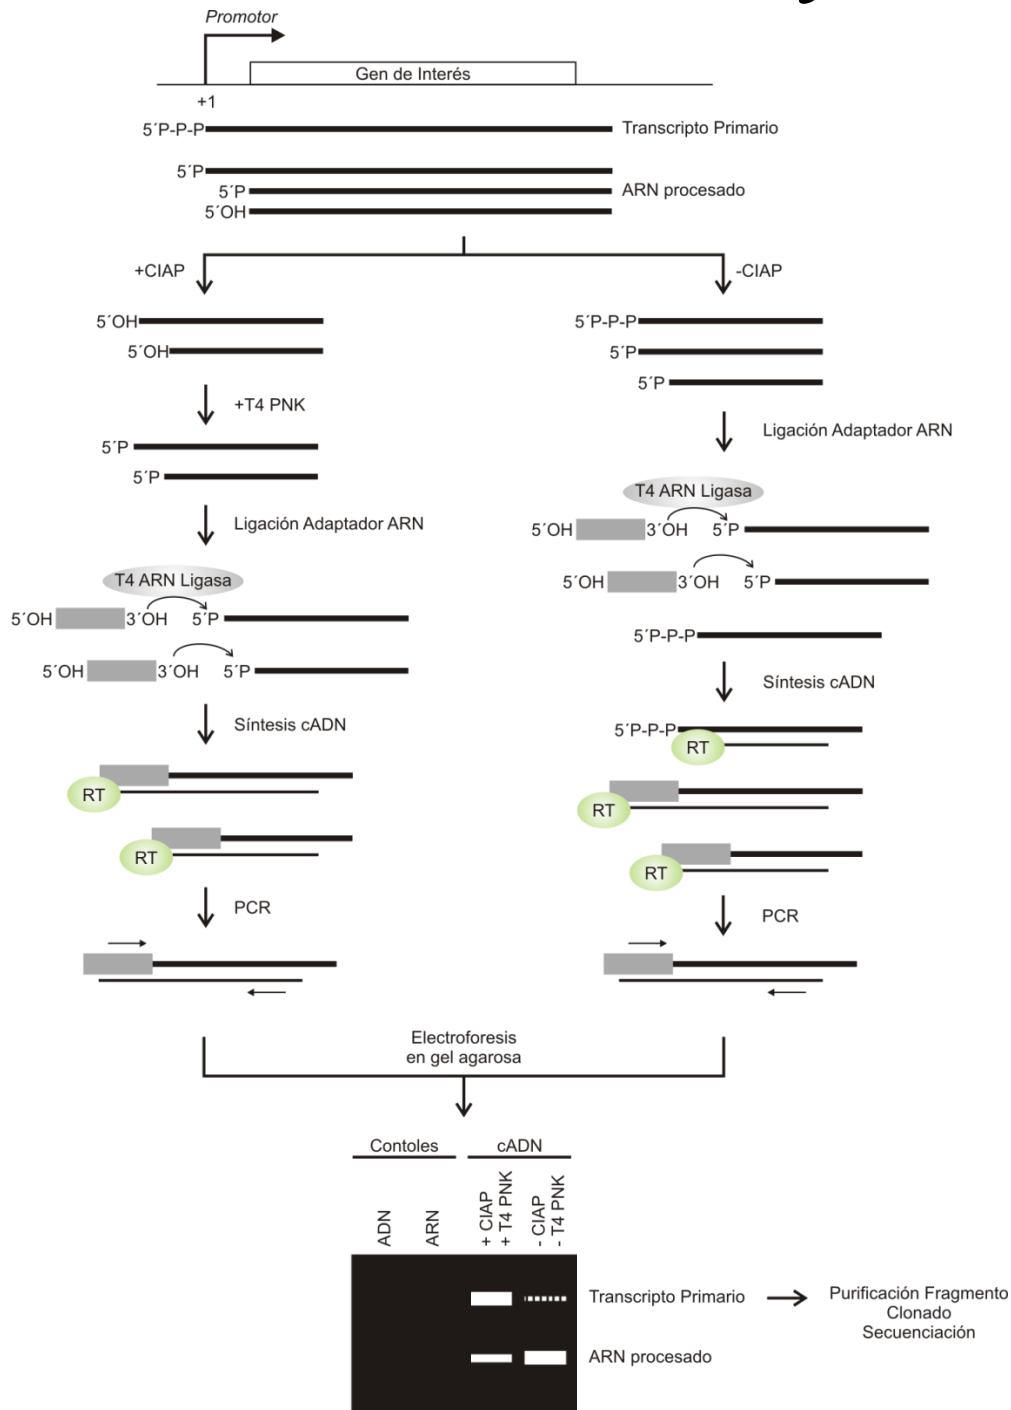 Promotor
Gen de Interés
+1
5´P-P-P
Transcripto Primario
5´P
5´P
ARN procesado
5´OH
+CIAP
-CIAP
5´OH
5´OH
5´P-P-P
5´P
5´P
+T4 PNK
5´P
5´P
Ligación Adaptador ARN
Ligación Adaptador ARN
T4 ARN Ligasa
5´OH
3´OH
5´P
5´OH
3´OH
5´P
T4 ARN Ligasa
5´OH
3´OH
5´P
5´OH
3´OH
5´P
5´P-P-P
Síntesis cADN
Síntesis cADN
RT
RT
5´P-P-P
RT
RT
RT
PCR
PCR
Electroforesis
en gel agarosa
Contoles
cADN
ADN
ARN
+ CIAP
+ T4 PNK
- CIAP
- T4 PNK
Transcripto Primario
Purificación Fragmento
Clonado
Secuenciación
ARN procesado